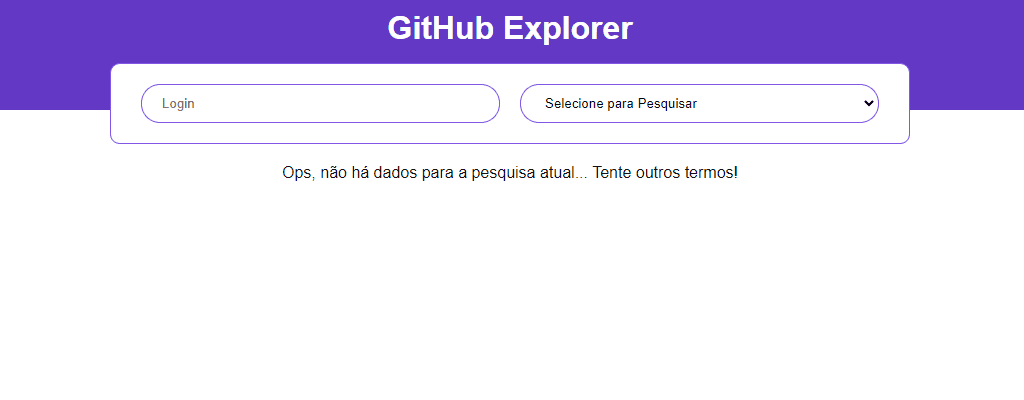 GitHub Explorer
Login
Selecione para Pesquisar
Ops, não há dados para a pesquisa atual... Tente outros termos!